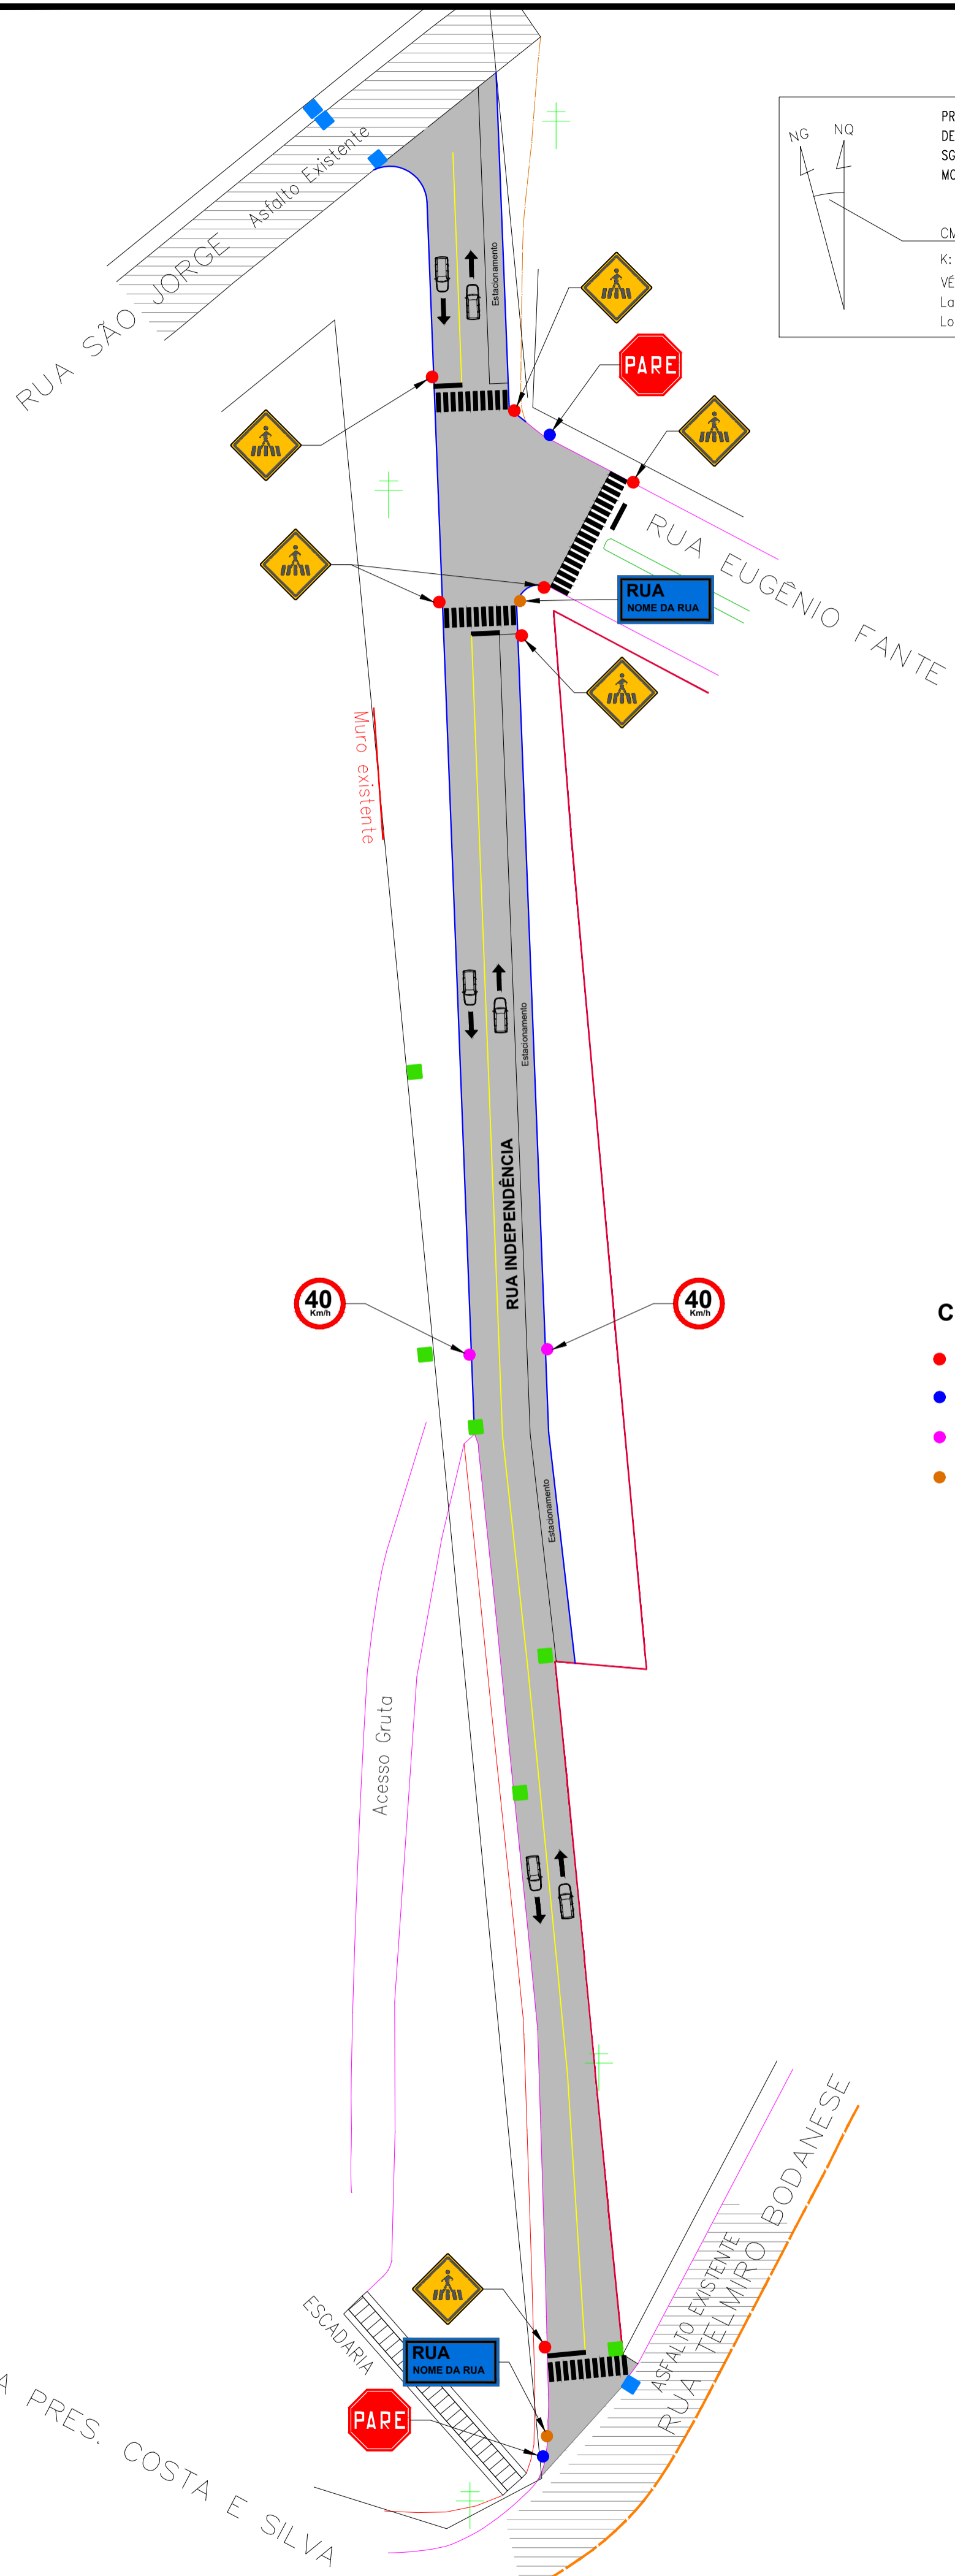 NG
NQ
PR
DE
SG
MC
CM
K:
VÉ
La
Lo
Asfalto Existente
RUA SÃO JORGE
Estacionamento
PARE
RUA EUGÊNIO FANTE
RUA
NOME DA RUA
Muro existente
Estacionamento
RUA INDEPENDÊNCIA
40
Km/h
40
Km/h
C
Estacionamento
Acesso Gruta
RUA TELMIRO BODANESE
ASFALTO EXISTENTE
ESCADARIA
RUA
NOME DA RUA
PARE
A PRES. COSTA E SILVA